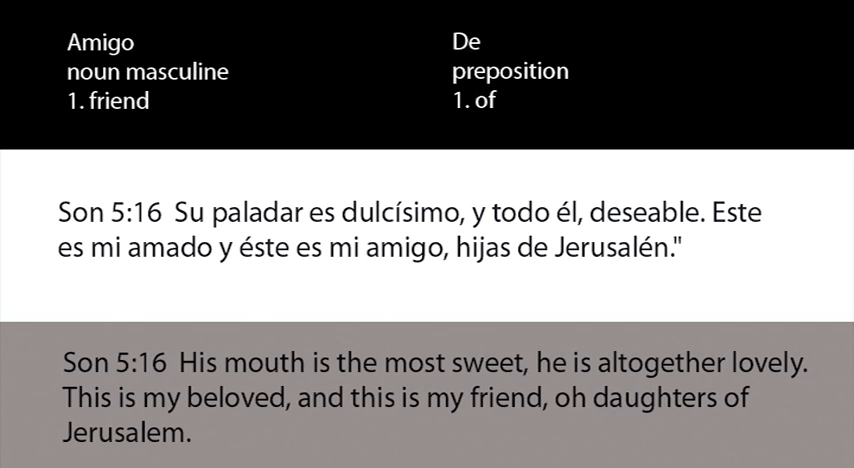 Amigo
noun masculine
1. friend
De
preposition
1. of
Son 5:16  Su paladar es dulcísimo, y todo él, deseable. Este
es mi amado y éste es mi amigo, hijas de Jerusalén."
Son 5:16  His mouth is the most sweet, he is altogether lovely.
This is my beloved, and this is my friend, oh daughters of
Jerusalem.